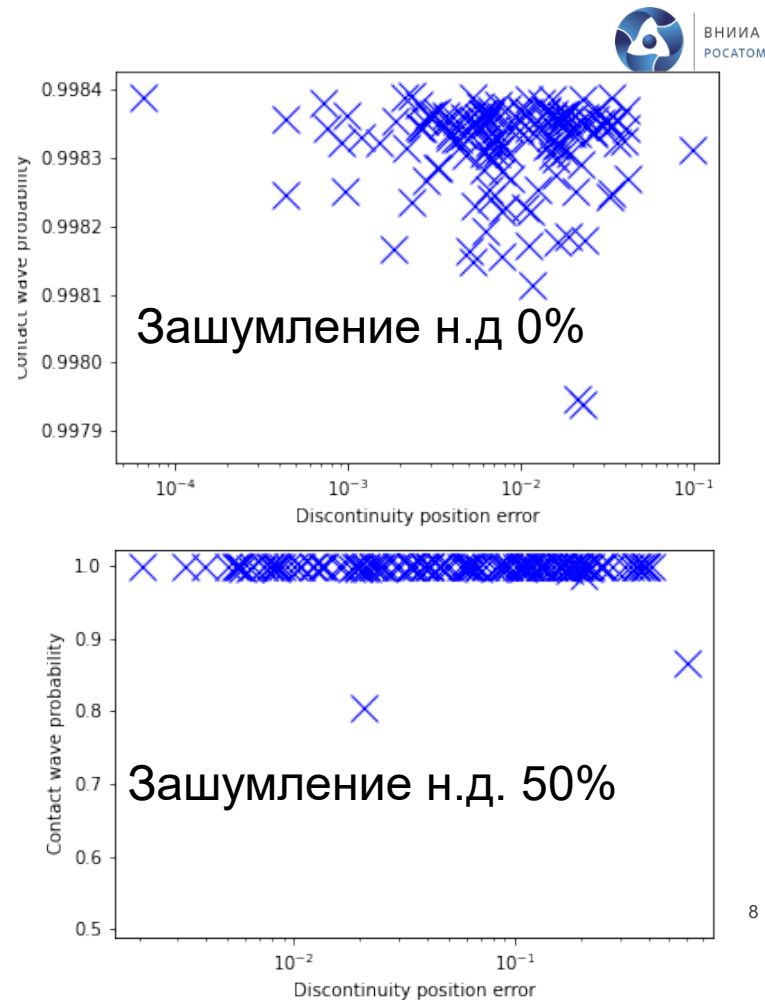 ВНИИА
РОСАТОМ
0.9984
0.9983
0.9982
0.9981
0.9980
0.9979
Contact wave probability
Зашумление н.д 0%
10⁻⁴ 10⁻³ 10⁻² 10⁻¹
Discontinuity position error
1.0
0.9
0.8
0.7
0.6
0.5
Contact wave probability
Зашумление н.д. 50%
10⁻² 10⁻¹
Discontinuity position error
8